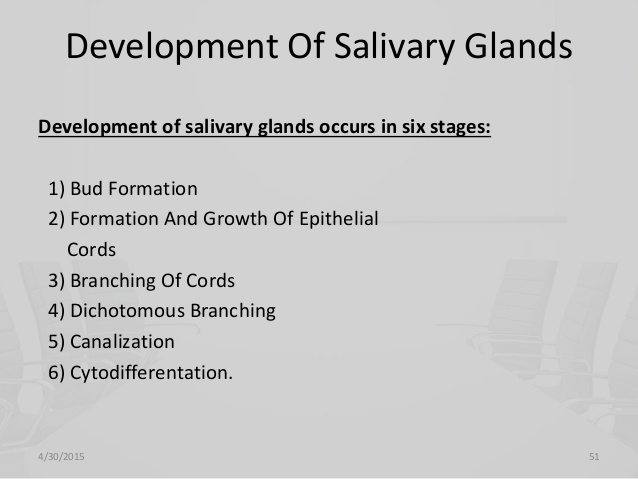 Development Of Salivary Glands
Development of salivary glands occurs in six stages:
1) Bud Formation
2) Formation And Growth Of Epithelial
Cords
3) Branching Of Cords
4) Dichotomous Branching
5) Canalization
6) Cytodifferentation.
4/30/2015
51